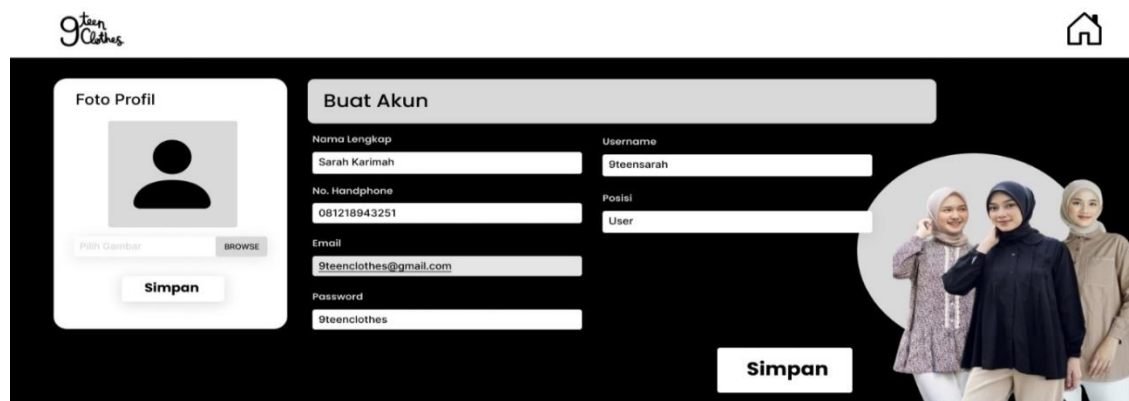 9teen
Clothes
Foto Profil
Pilih Gambar
BROWSE
Simpan
Buat Akun
Nama Lengkap
Sarah Karimah
No. Handphone
081218943251
Email
9teenclothes@gmail.com
Password
9teenclothes
Username
9teensarah
Posisi
User
Simpan